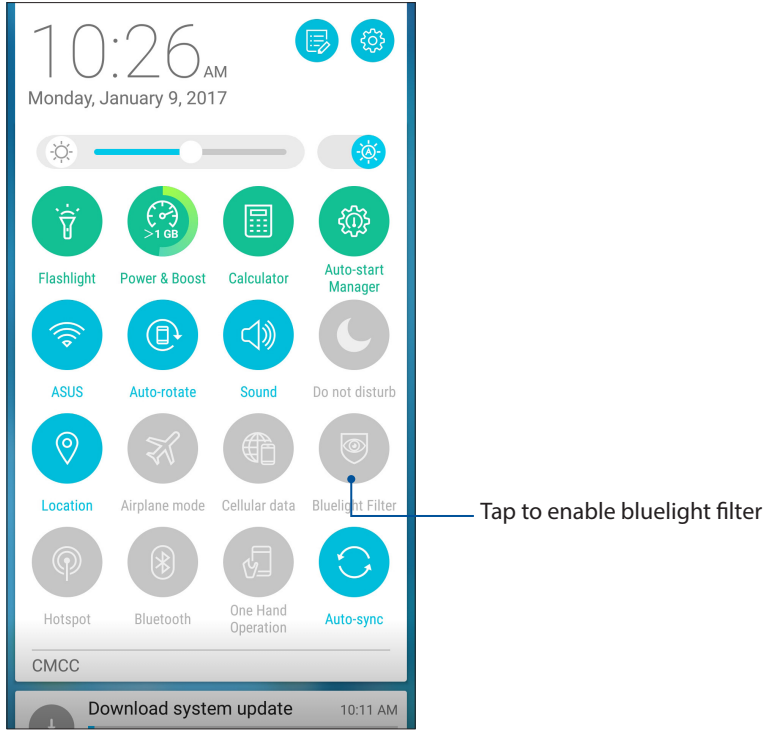 10:26 AM
Monday, January 9, 2017
A
>1 GB
Flashlight
Power & Boost
Calculator
Auto-start
Manager
ASUS
Auto-rotate
Sound
Do not disturb
Location
Airplane mode
Cellular data
Bluelight Filter
Tap to enable bluelight filter
Hotspot
Bluetooth
One Hand
Operation
Auto-sync
CMCC
Download system update
10:11 AM